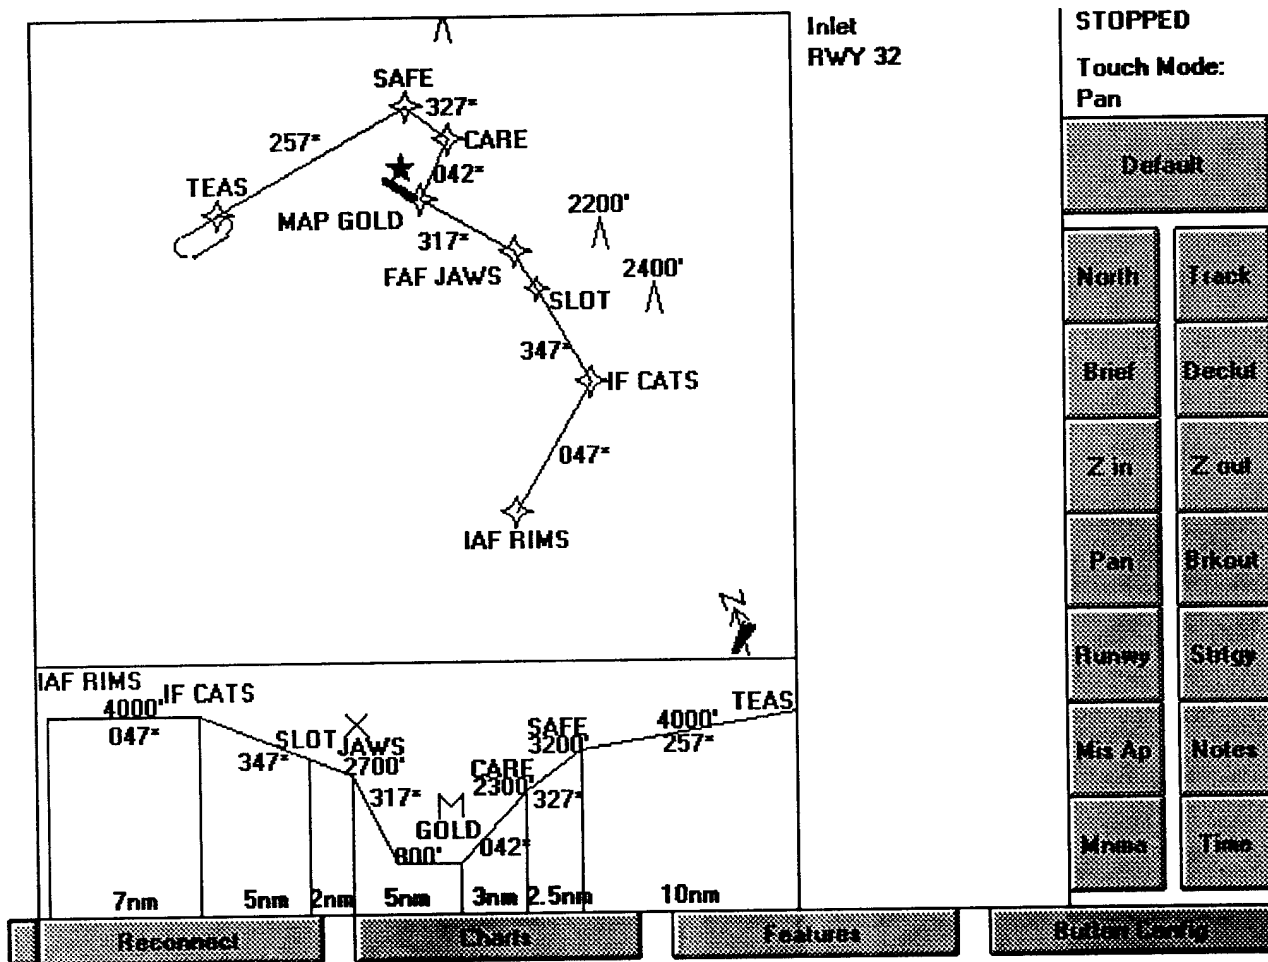 Inlet
RWY 32
STOPPED
Touch Mode:
Pan
Default
North
Track
Brief
Declut
Z in
Z out
Pan
Brkout
Runwy
Strtgy
Mis Ap
Notes
Mnma
Time
SAFE
327°
CARE
257°
042°
TEAS
MAP GOLD
317°
2200'
FAF JAWS
2400'
SLOT
347°
IF CATS
047°
IAF RIMS
N
IAF RIMS
4000'
IF CATS
047°
SLOT
JAWS
347°
2700'
317°
M
GOLD
800'
042°
CARE
2300'
327°
SAFE
3200'
4000'
257°
TEAS
7nm
5nm
2nm
5nm
3nm
2.5nm
10nm
Reconnect
Charts
Features
Button Config